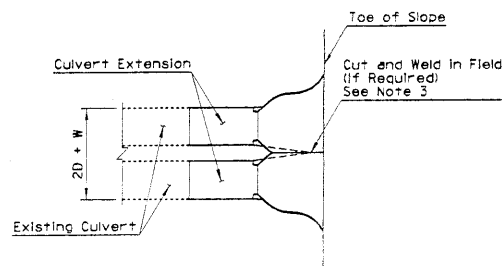 Toe of Slope
Culvert Extension
Cut and Weld in Field
(If Required)
See Note 3
2D + W
Existing Culvert